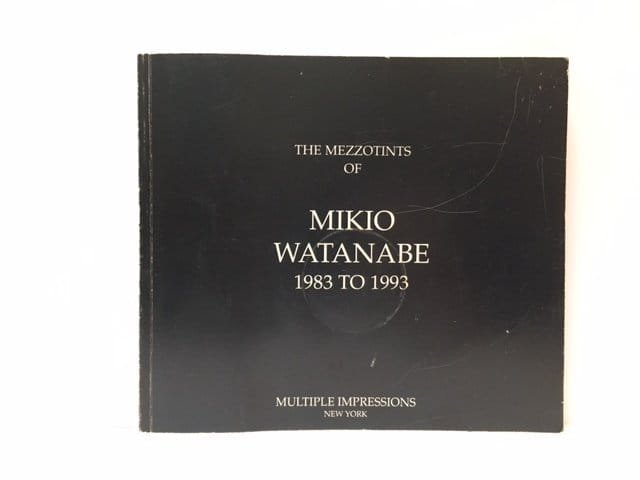 THE MEZZOTINTS
OF
MIKIO
WATANABE
1983 TO 1993
MULTIPLE IMPRESSIONS
NEW YORK